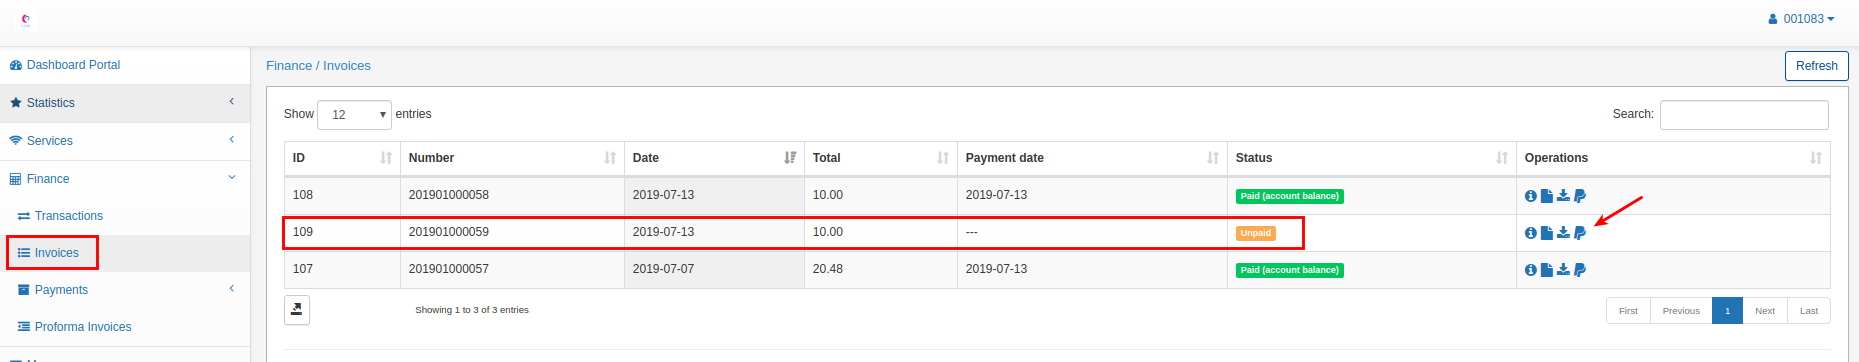 001083
Dashboard Portal
Finance / Invoices
Refresh
Statistics
Show 12 entries
Search:
Services
ID Number Date Total Payment date Status Operations
Finance
108 201901000058 2019-07-13 10.00 2019-07-13 Paid (account balance)
Transactions
109 201901000059 2019-07-13 10.00 --- Unpaid
Invoices
107 201901000057 2019-07-07 20.48 2019-07-13 Paid (account balance)
Payments
Showing 1 to 3 of 3 entries
First Previous 1 Next Last
Proforma Invoices